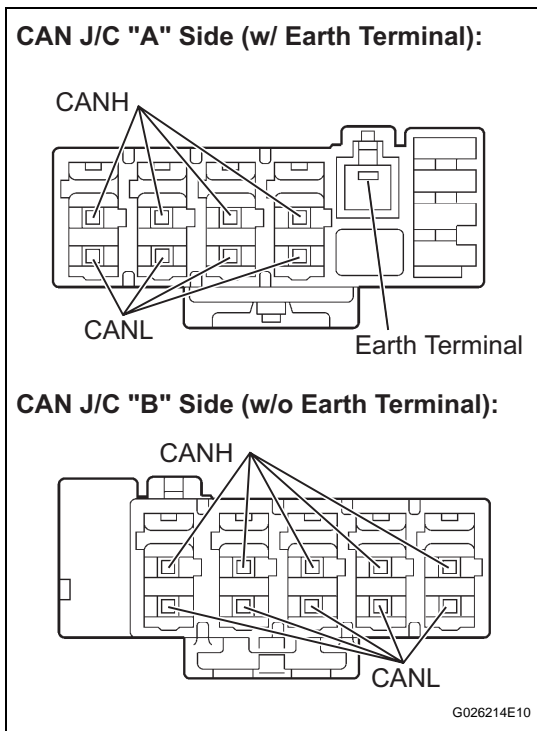 CAN J/C "A" Side (w/ Earth Terminal):
CANH
CANL
Earth Terminal
CAN J/C "B" Side (w/o Earth Terminal):
CANH
CANL
G026214E10